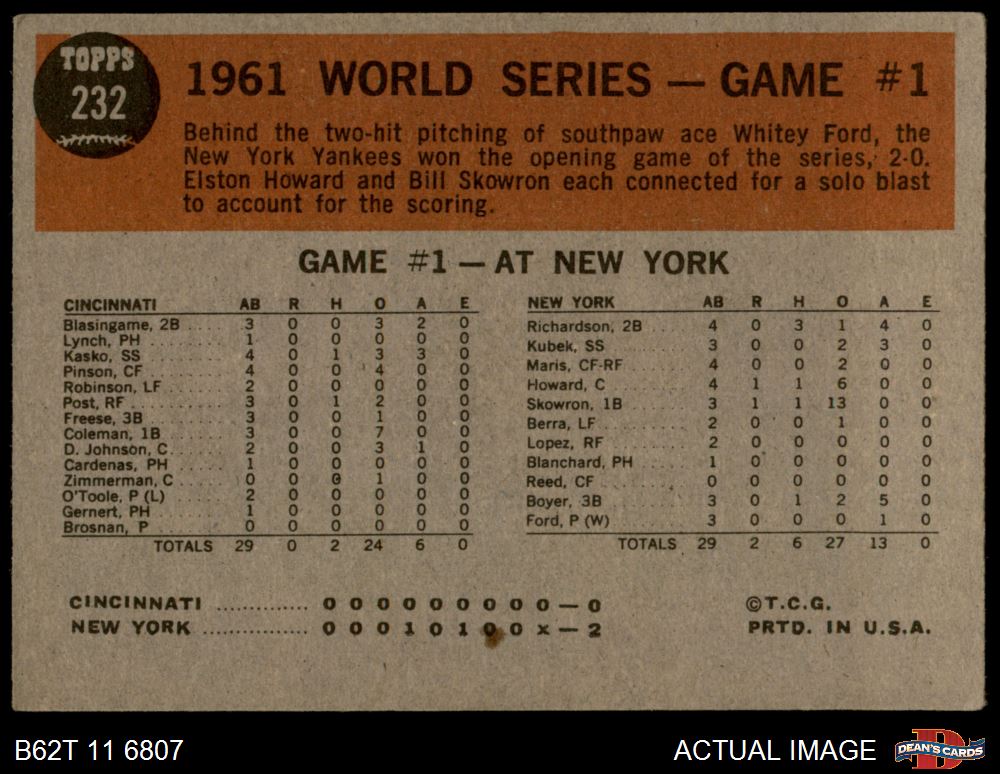 TOPPS
232
1961 WORLD SERIES — GAME #1
Behind the two-hit pitching of southpaw ace Whitey Ford, the
New York Yankees won the opening game of the series, 2-0.
Elston Howard and Bill Skowron each connected for a solo blast
to account for the scoring.
GAME #1 — AT NEW YORK
CINCINNATI AB R H O A E
Blasingame, 2B ..... 3 0 0 3 2 0
Lynch, PH ..... 1 0 0 0 0 0
Kasko, SS ..... 4 0 1 3 3 0
Pinson, CF ..... 4 0 0 4 0 0
Robinson, LF ..... 2 0 0 0 0 0
Post, RF ..... 3 0 1 2 0 0
Freese, 3B ..... 3 0 0 1 0 0
Coleman, 1B ..... 3 0 0 7 0 0
D. Johnson, C ..... 2 0 0 3 1 0
Cardenas, PH ..... 1 0 0 0 0 0
Zimmerman, C ..... 0 0 0 1 0 0
O'Toole, P (L) ..... 2 0 0 0 0 0
Gernert, PH ..... 1 0 0 0 0 0
Brosnan, P ..... 0 0 0 0 0 0
TOTALS 29 0 2 24 6 0
NEW YORK AB R H O A E
Richardson, 2B ..... 4 0 3 1 4 0
Kubek, SS ..... 3 0 0 2 3 0
Maris, CF-RF ..... 4 0 0 2 0 0
Howard, C ..... 4 1 1 6 0 0
Skowron, 1B ..... 3 1 1 13 0 0
Berra, LF ..... 2 0 0 1 0 0
Lopez, RF ..... 2 0 0 0 0 0
Blanchard, PH ..... 1 0 0 0 0 0
Reed, CF ..... 0 0 0 0 0 0
Boyer, 3B ..... 3 0 1 2 5 0
Ford, P (W) ..... 3 0 0 0 1 0
TOTALS 29 2 6 27 13 0
CINCINNATI .............. 0 0 0 0 0 0 0 0 0 — 0
NEW YORK ................ 0 0 0 1 0 1 0 0 x — 2
©T.C.G.
PRTD. IN U.S.A.
B62T 11 6807
ACTUAL IMAGE
D
DEAN'S CARDS